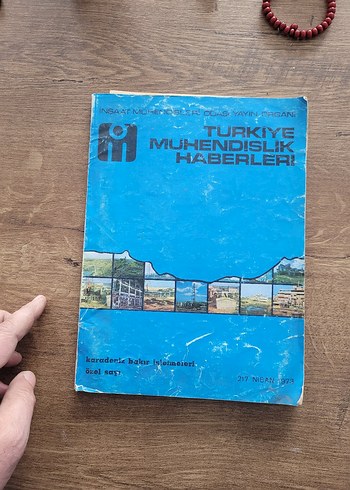 INŞAAT MÜHENDİSLERİ ODASI YAYIN ORGANI
TÜRKİYE
MÜHENDİSLİK
HABERLERİ
karadeniz bakır işletmeleri
özel sayı
217 NİSAN 1973